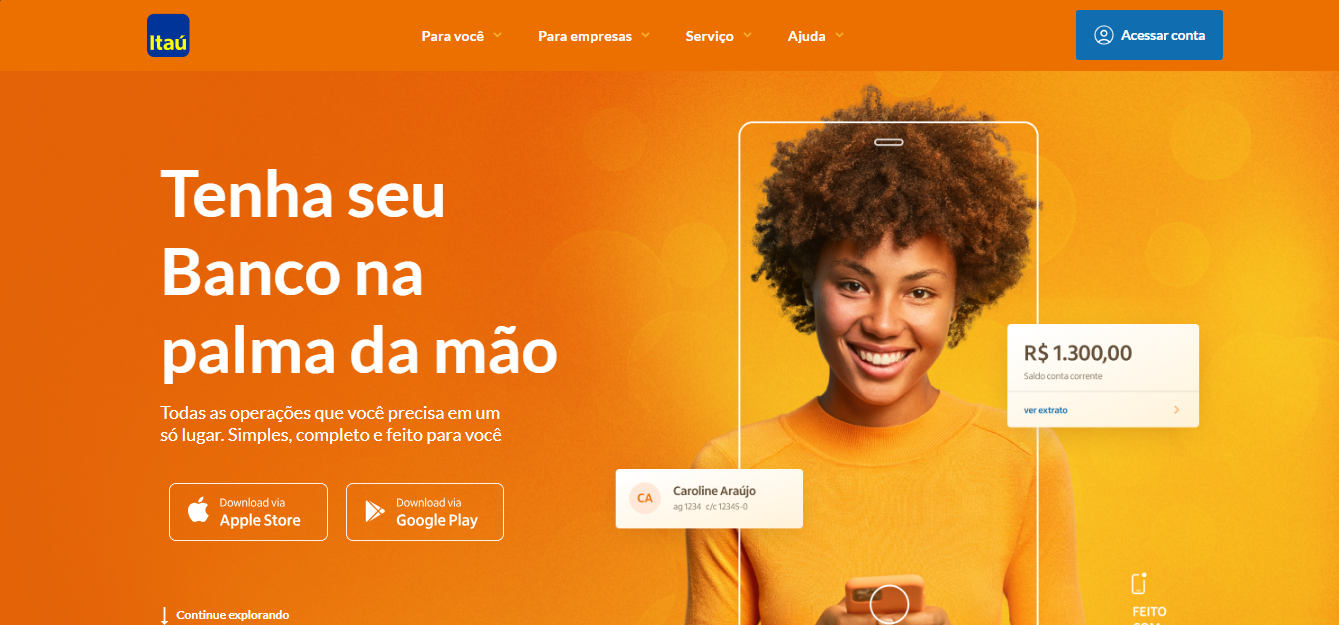 Itaú
Para você
Para empresas
Serviço
Ajuda
Acessar conta
Tenha seu
Banco na
palma da mão
Todas as operações que você precisa em um
só lugar. Simples, completo e feito para você
Download via
Apple Store
Download via
Google Play
Continue explorando
R$ 1.300,00
Saldo conta corrente
ver extrato
CA
Caroline Araújo
ag 1234 c/c 12345-0
FEITO
COM